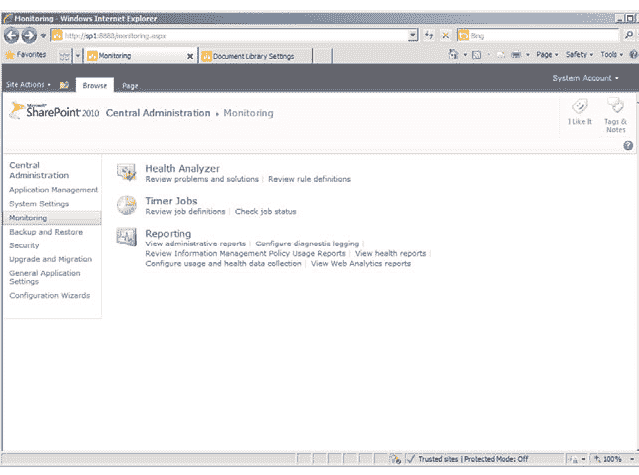 Monitoring - Windows Internet Explorer
http://sp1:8888/monitoring.aspx
Bing
Favorites
Monitoring
Document Library Settings
Page
Safety
Tools
Site Actions
Browse
Page
System Account
Microsoft
SharePoint 2010
Central Administration
Monitoring
I Like It
Tags &
Notes
Central
Administration
Application Management
System Settings
Monitoring
Backup and Restore
Security
Upgrade and Migration
General Application
Settings
Configuration Wizards
Health Analyzer
Review problems and solutions | Review rule definitions
Timer Jobs
Review job definitions | Check job status
Reporting
View administrative reports | Configure diagnostic logging |
Review Information Management Policy Usage Reports | View health reports |
Configure usage and health data collection | View Web Analytics reports
Trusted sites | Protected Mode: Off
100%